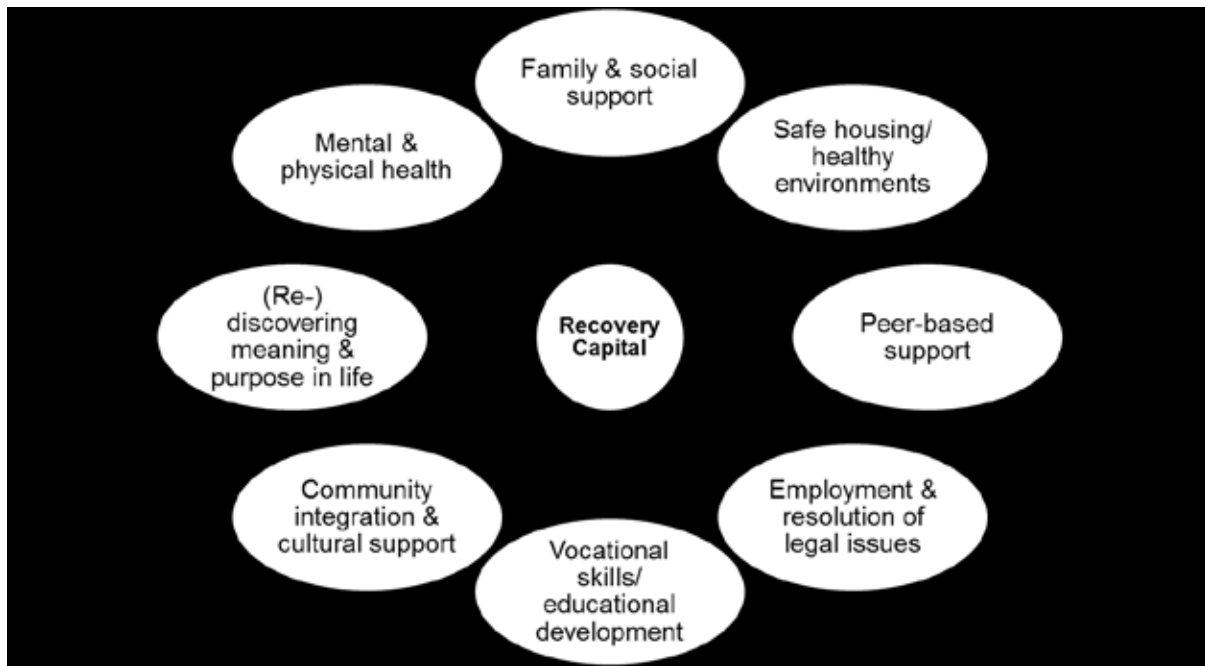 Family & social
support
Mental &
physical health
Safe housing/
healthy
environments
(Re-)
discovering
meaning &
purpose in life
Recovery
Capital
Peer-based
support
Community
integration &
cultural support
Employment &
resolution of
legal issues
Vocational
skills/
educational
development